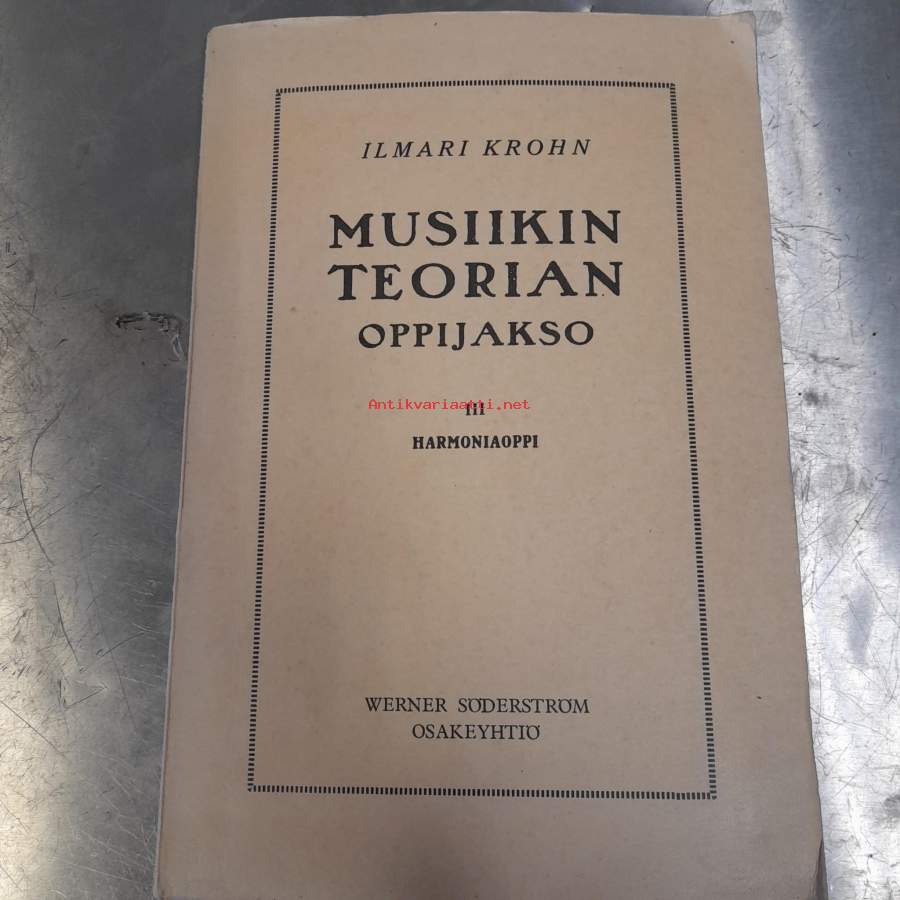 ILMARI KROHN
MUSIIKIN
TEORIAN
OPPIJAKSO
Antikvariaatti.net
III
HARMONIAOPPI
WERNER SÖDERSTRÖM
OSAKEYHTIÖ